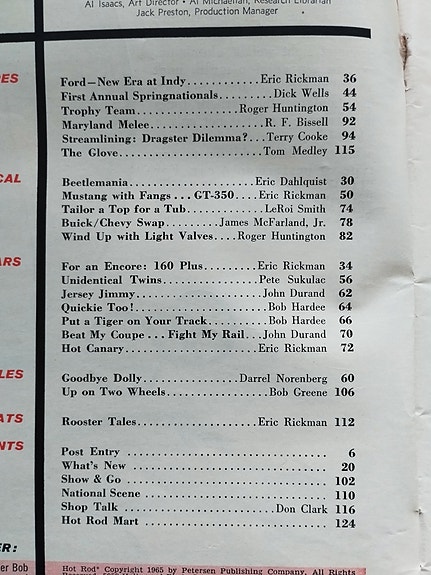 Al Isaacs, Art Director • Al Michaelian, Research Librarian
Jack Preston, Production Manager
RES
Ford—New Era at Indy............Eric Rickman 36
First Annual Springnationals.........Dick Wells 44
Trophy Team...................Roger Huntington 54
Maryland Melee...................R. F. Bissell 92
Streamlining: Dragster Dilemma?...Terry Cooke 94
The Glove.......................Tom Medley 115
CAL
Beetlemania....................Eric Dahlquist 30
Mustang with Fangs...GT-350....Eric Rickman 50
Tailor a Top for a Tub.............LeRoi Smith 74
Buick/Chevy Swap.........James McFarland, Jr. 78
Wind Up with Light Valves....Roger Huntington 82
ARS
For an Encore: 160 Plus.........Eric Rickman 34
Unidentical Twins.................Pete Sukulac 56
Jersey Jimmy.....................John Durand 62
Quickie Too!......................Bob Hardee 64
Put a Tiger on Your Track..........Bob Hardee 66
Beat My Coupe...Fight My Rail...John Durand 70
Hot Canary......................Eric Rickman 72
LES
Goodbye Dolly.................Darrel Norenberg 60
Up on Two Wheels..................Bob Greene 106
ATS
Rooster Tales....................Eric Rickman 112
NTS
Post Entry .............................. 6
What's New .............................. 20
Show & Go .............................. 102
National Scene .......................... 110
Shop Talk .......................Don Clark 116
Hot Rod Mart ............................ 124
ER:
er Bob
Hot Rod® Copyright 1965 by Petersen Publishing Company. All Rights